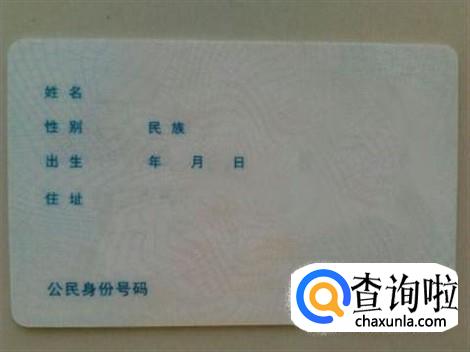 姓名
性别 民族
出生 年 月 日
住址
公民身份号码
查询啦
chaxunla.com